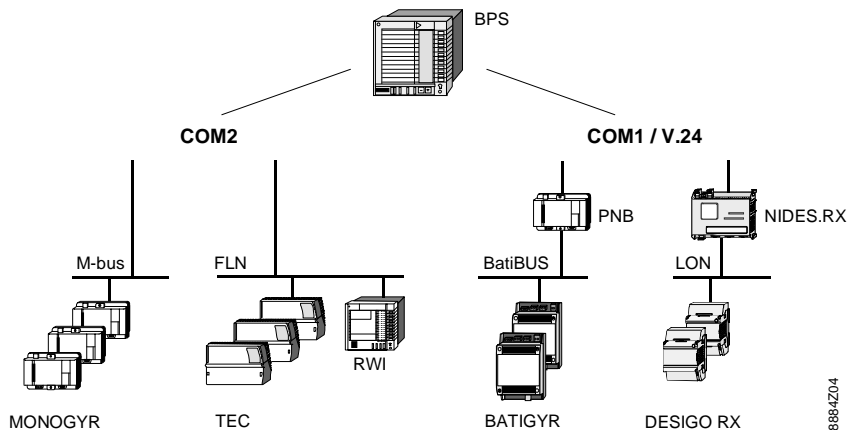 BPS
COM2
COM1 / V.24
PNB
NIDES.RX
M-bus
FLN
BatiBUS
LON
RWI
MONOGYR
TEC
BATIGYR
DESIGO RX
8884Z04